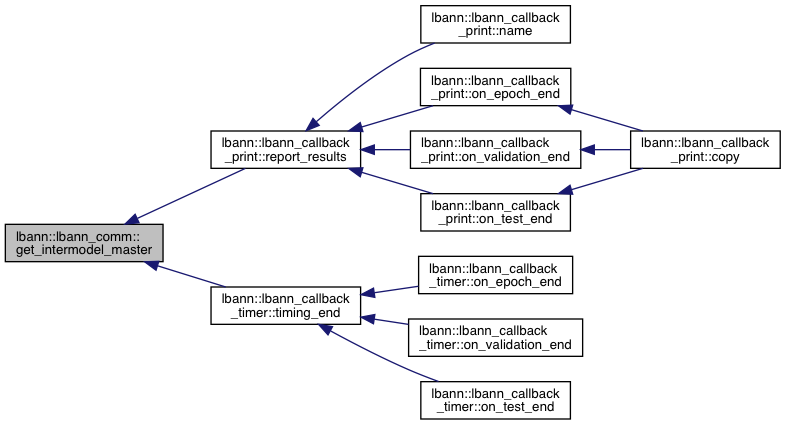 lbann::lbann_callback
_print::name
lbann::lbann_callback
_print::on_epoch_end
lbann::lbann_callback
_print::report_results
lbann::lbann_callback
_print::on_validation_end
lbann::lbann_callback
_print::copy
lbann::lbann_callback
_print::on_test_end
lbann::lbann_comm::
get_intermodel_master
lbann::lbann_callback
_timer::on_epoch_end
lbann::lbann_callback
_timer::timing_end
lbann::lbann_callback
_timer::on_validation_end
lbann::lbann_callback
_timer::on_test_end